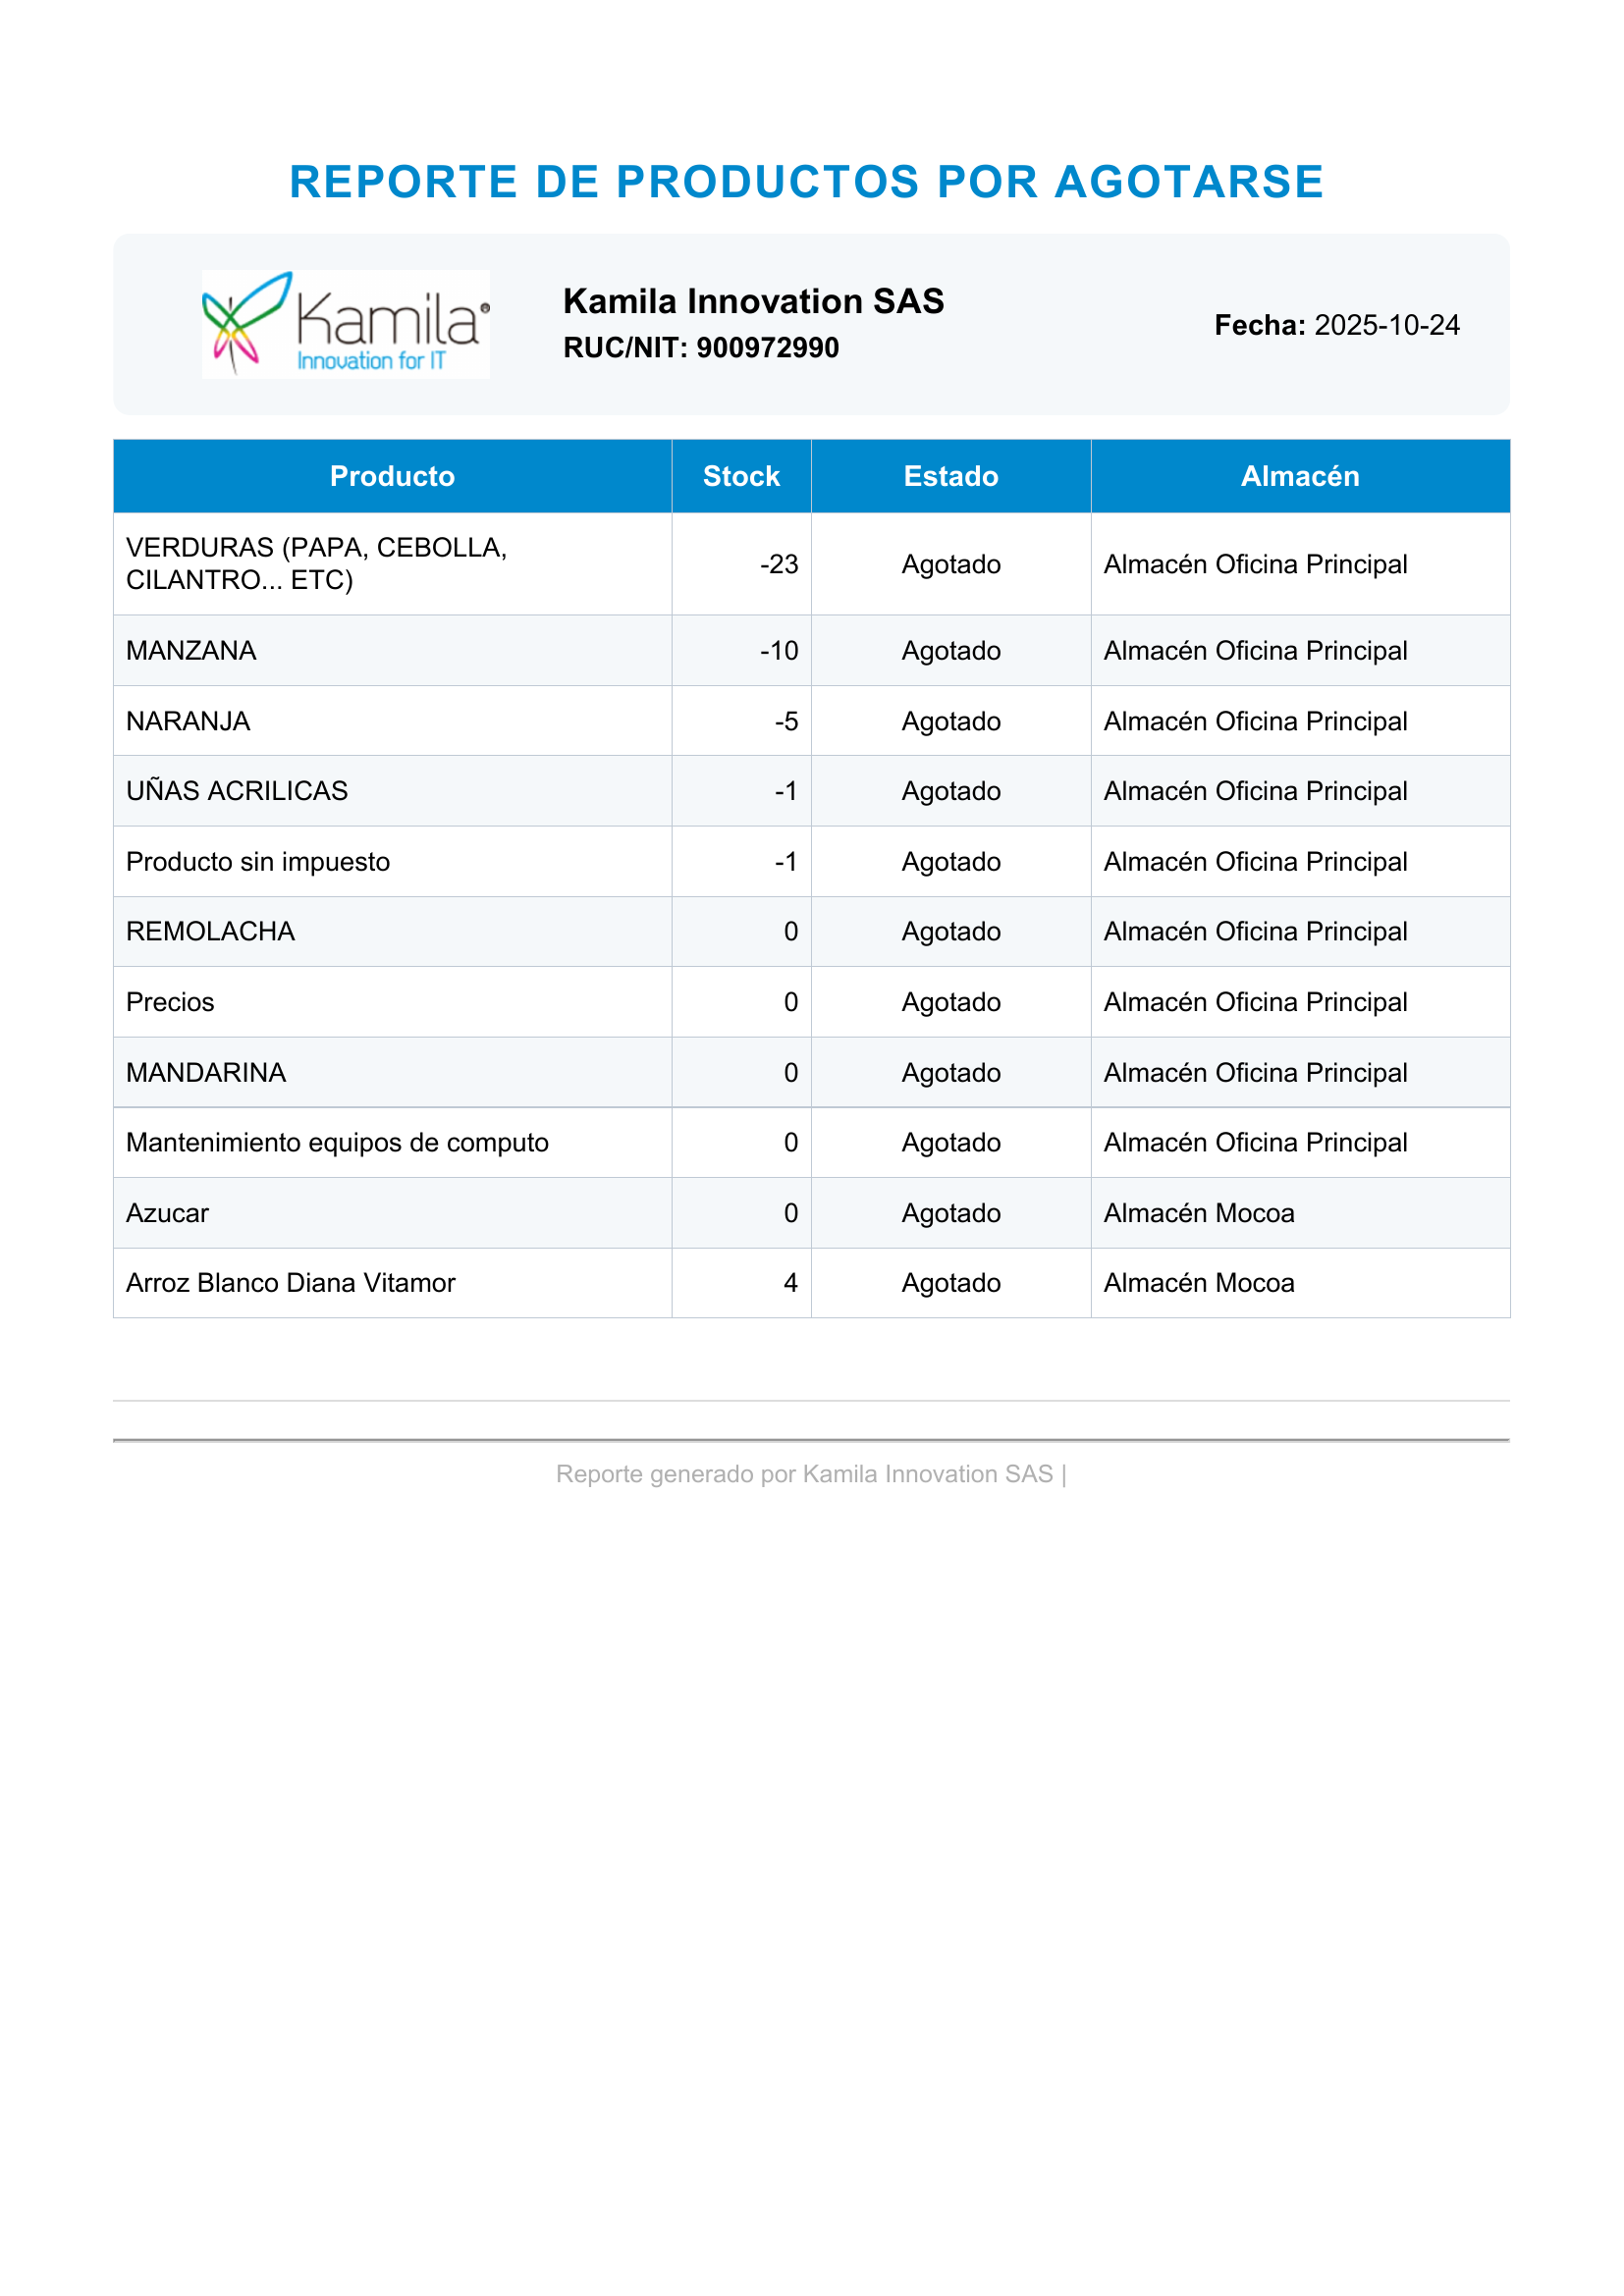 REPORTE DE PRODUCTOS POR AGOTARSE
Kamila®
Innovation for IT
Kamila Innovation SAS
RUC/NIT: 900972990
Fecha: 2025-10-24
Producto Stock Estado Almacén
VERDURAS (PAPA, CEBOLLA,
CILANTRO... ETC) -23 Agotado Almacén Oficina Principal
MANZANA -10 Agotado Almacén Oficina Principal
NARANJA -5 Agotado Almacén Oficina Principal
UÑAS ACRILICAS -1 Agotado Almacén Oficina Principal
Producto sin impuesto -1 Agotado Almacén Oficina Principal
REMOLACHA 0 Agotado Almacén Oficina Principal
Precios 0 Agotado Almacén Oficina Principal
MANDARINA 0 Agotado Almacén Oficina Principal
Mantenimiento equipos de computo 0 Agotado Almacén Oficina Principal
Azucar 0 Agotado Almacén Mocoa
Arroz Blanco Diana Vitamor 4 Agotado Almacén Mocoa
Reporte generado por Kamila Innovation SAS |